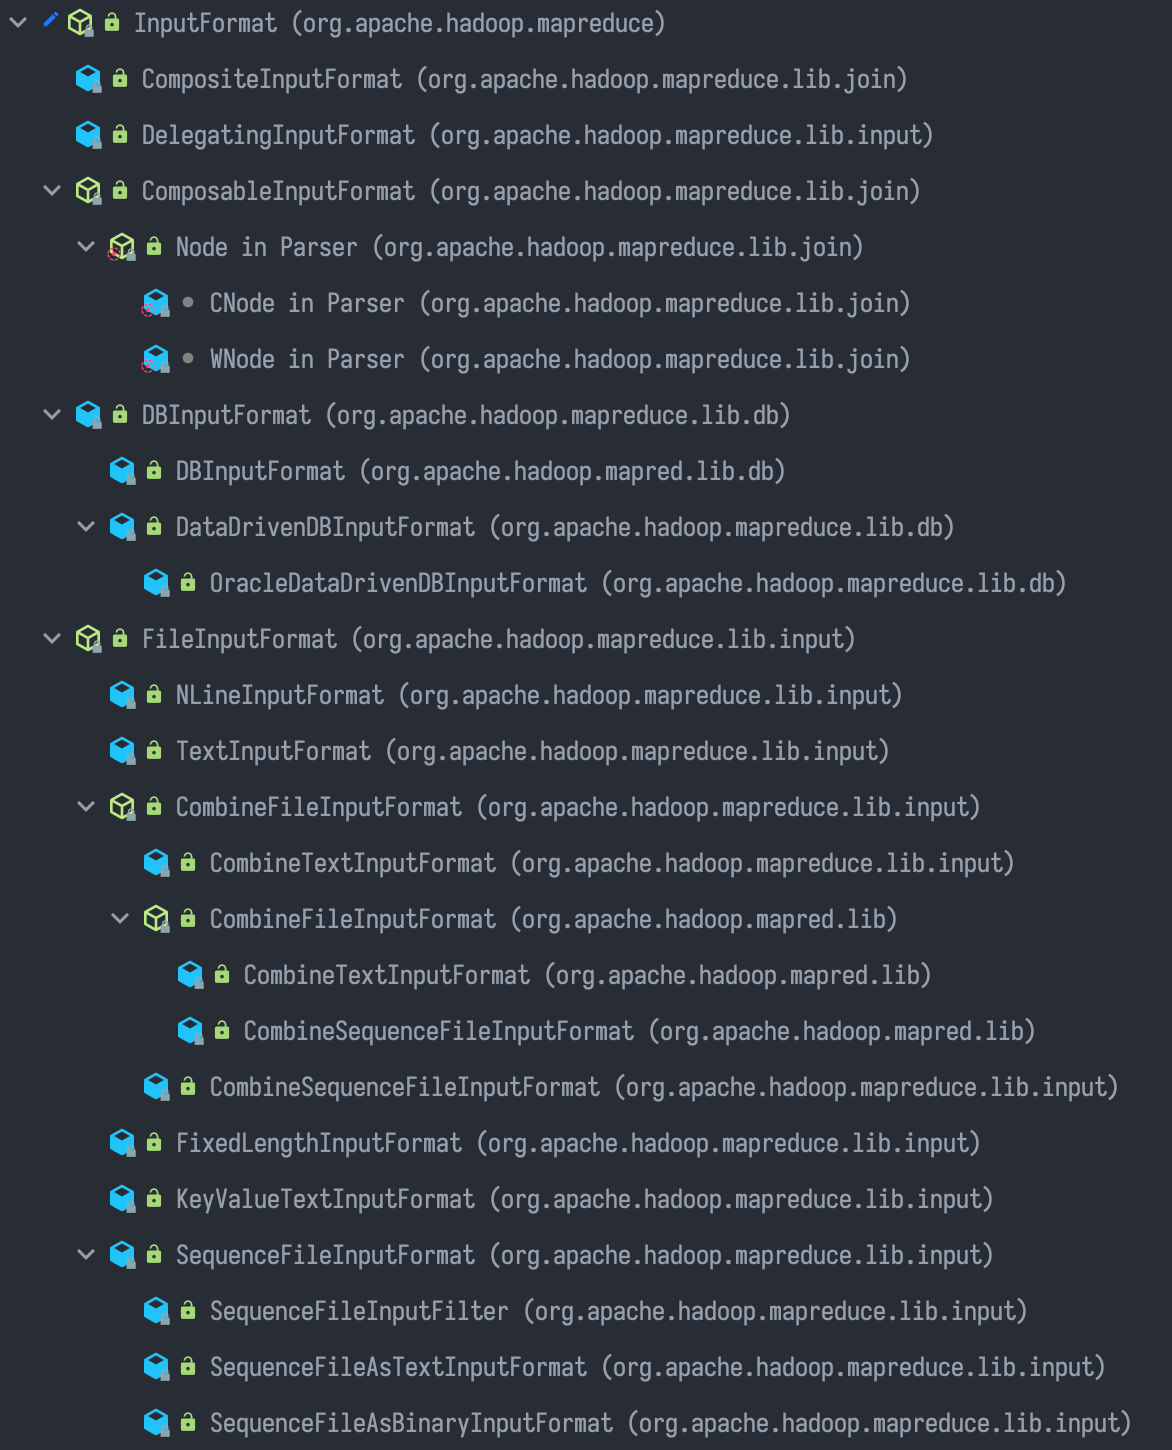 InputFormat (org.apache.hadoop.mapreduce)
CompositeInputFormat (org.apache.hadoop.mapreduce.lib.join)
DelegatingInputFormat (org.apache.hadoop.mapreduce.lib.input)
ComposableInputFormat (org.apache.hadoop.mapreduce.lib.join)
Node in Parser (org.apache.hadoop.mapreduce.lib.join)
CNode in Parser (org.apache.hadoop.mapreduce.lib.join)
WNode in Parser (org.apache.hadoop.mapreduce.lib.join)
DBInputFormat (org.apache.hadoop.mapreduce.lib.db)
DBInputFormat (org.apache.hadoop.mapred.lib.db)
DataDrivenDBInputFormat (org.apache.hadoop.mapreduce.lib.db)
OracleDataDrivenDBInputFormat (org.apache.hadoop.mapreduce.lib.db)
FileInputFormat (org.apache.hadoop.mapreduce.lib.input)
NLineInputFormat (org.apache.hadoop.mapreduce.lib.input)
TextInputFormat (org.apache.hadoop.mapreduce.lib.input)
CombineFileInputFormat (org.apache.hadoop.mapreduce.lib.input)
CombineTextInputFormat (org.apache.hadoop.mapreduce.lib.input)
CombineFileInputFormat (org.apache.hadoop.mapred.lib)
CombineTextInputFormat (org.apache.hadoop.mapred.lib)
CombineSequenceFileInputFormat (org.apache.hadoop.mapred.lib)
CombineSequenceFileInputFormat (org.apache.hadoop.mapreduce.lib.input)
FixedLengthInputFormat (org.apache.hadoop.mapreduce.lib.input)
KeyValueTextInputFormat (org.apache.hadoop.mapreduce.lib.input)
SequenceFileInputFormat (org.apache.hadoop.mapreduce.lib.input)
SequenceFileInputFilter (org.apache.hadoop.mapreduce.lib.input)
SequenceFileAsTextInputFormat (org.apache.hadoop.mapreduce.lib.input)
SequenceFileAsBinaryInputFormat (org.apache.hadoop.mapreduce.lib.input)